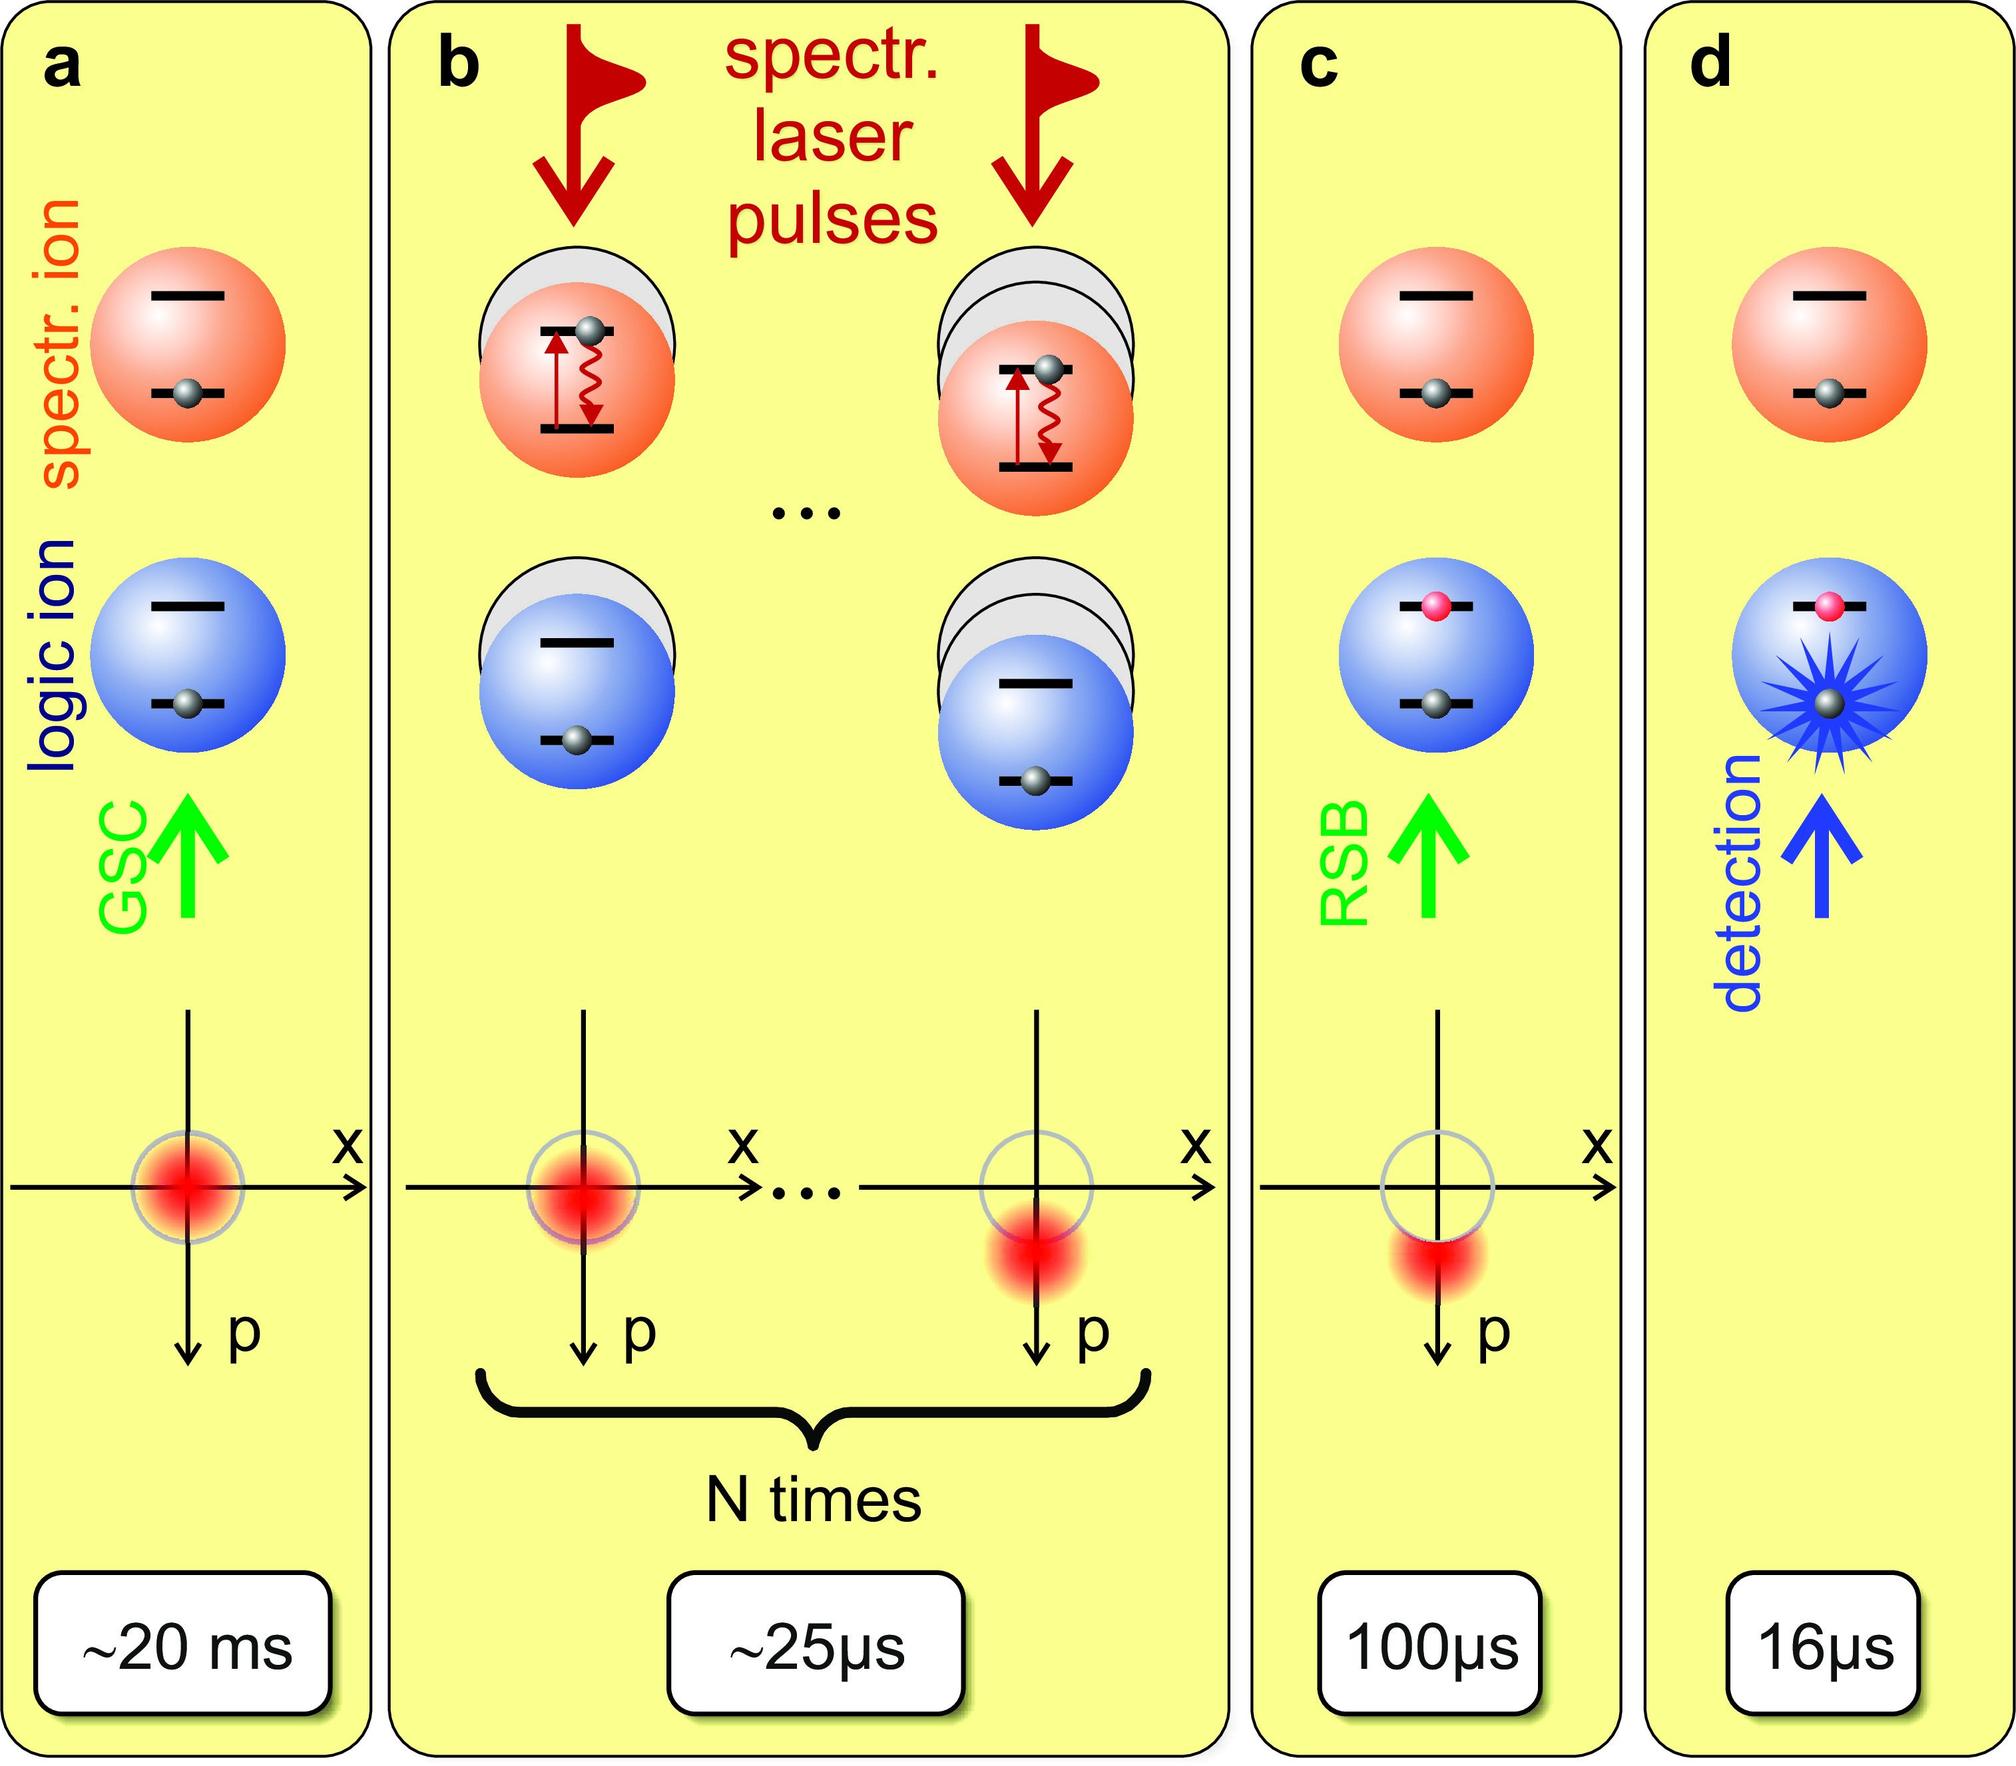 a
spectr. ion
logic ion
GSC
x
p
~20 ms
b
spectr.
laser
pulses
...
x
...
x
p
p
N times
~25µs
c
RSB
x
p
100µs
d
detection
16µs